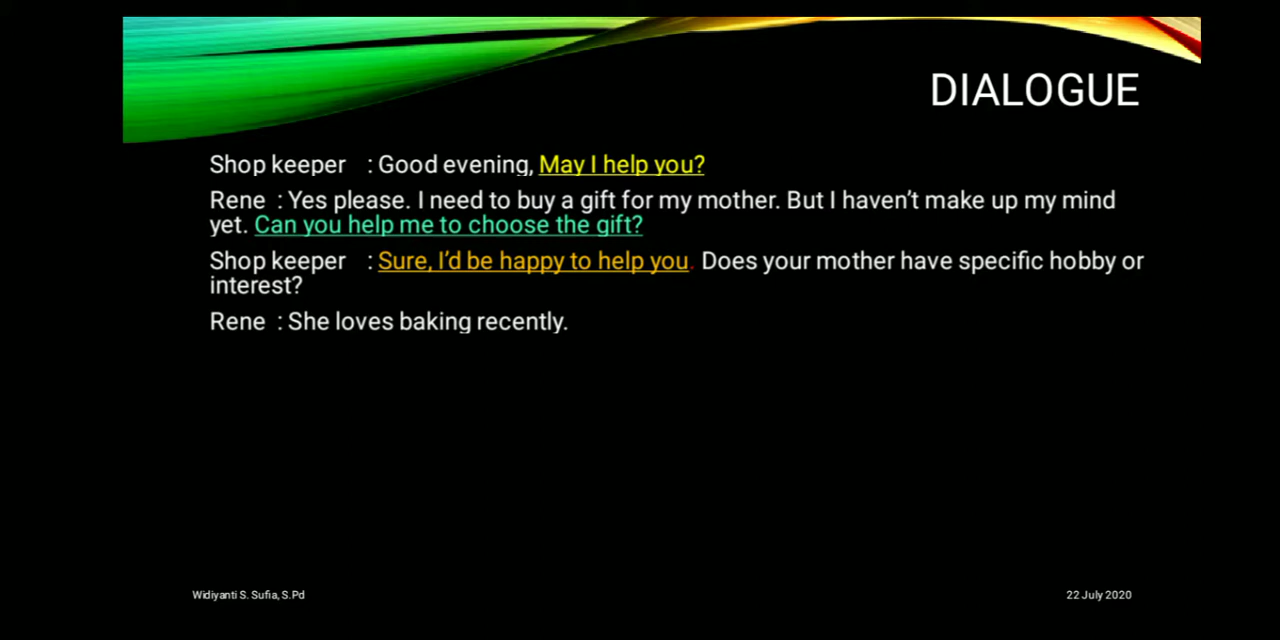 DIALOGUE
Shop keeper : Good evening, May I help you?
Rene : Yes please. I need to buy a gift for my mother. But I haven’t make up my mind
yet. Can you help me to choose the gift?
Shop keeper : Sure, I’d be happy to help you. Does your mother have specific hobby or
interest?
Rene : She loves baking recently.
Widiyanti S. Sufia, S.Pd
22 July 2020